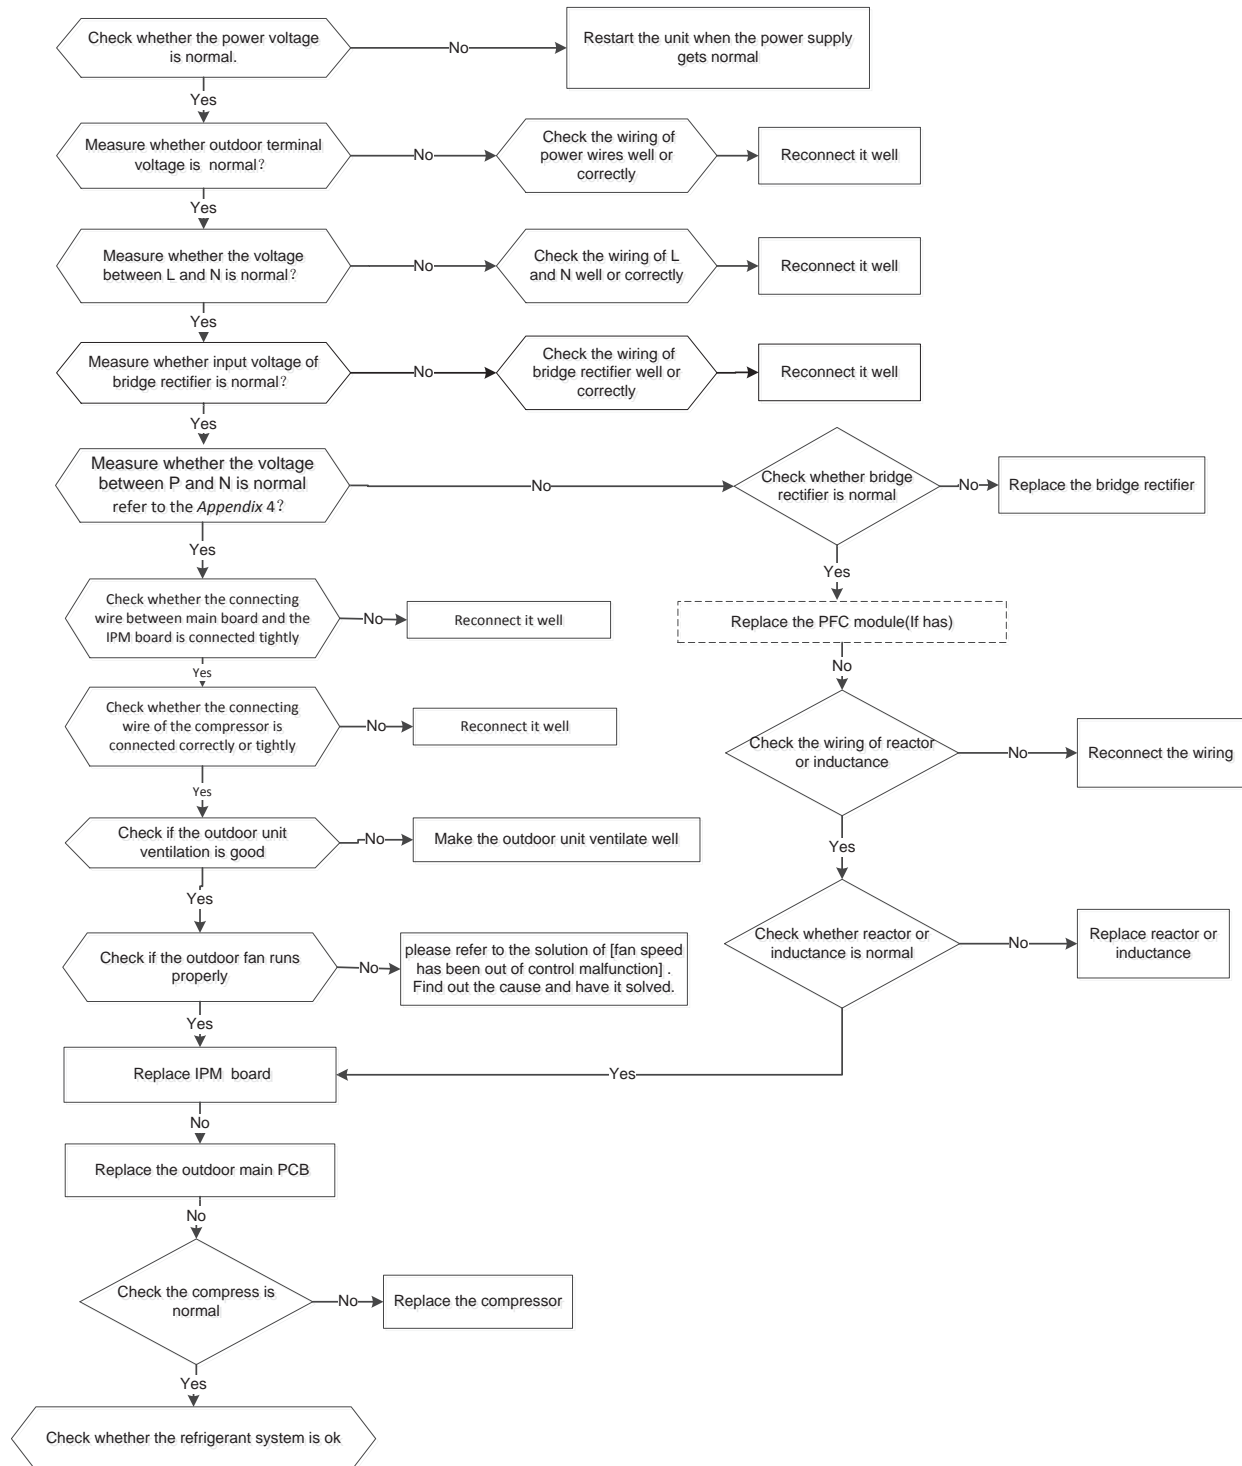 Check whether the power voltage
is normal.
No
Restart the unit when the power supply
gets normal
Yes
Measure whether outdoor terminal
voltage is normal?
No
Check the wiring of
power wires well or
correctly
Reconnect it well
Yes
Measure whether the voltage
between L and N is normal?
No
Check the wiring of L
and N well or correctly
Reconnect it well
Yes
Measure whether input voltage of
bridge rectifier is normal?
No
Check the wiring of
bridge rectifier well or
correctly
Reconnect it well
Yes
Measure whether the voltage
between P and N is normal
refer to the Appendix 4?
No
Check whether bridge
rectifier is normal
No
Replace the bridge rectifier
Yes
Yes
Check whether the connecting
wire between main board and the
IPM board is connected tightly
No
Reconnect it well
Replace the PFC module(If has)
No
Yes
Check whether the connecting
wire of the compressor is
connected correctly or tightly
No
Reconnect it well
Check the wiring of reactor
or inductance
No
Reconnect the wiring
Yes
Check if the outdoor unit
ventilation is good
No
Make the outdoor unit ventilate well
Yes
Yes
Check if the outdoor fan runs
properly
No
please refer to the solution of [fan speed
has been out of control malfunction] .
Find out the cause and have it solved.
Check whether reactor or
inductance is normal
No
Replace reactor or
inductance
Yes
Replace IPM board
Yes
No
Replace the outdoor main PCB
No
Check the compress is
normal
No
Replace the compressor
Yes
Check whether the refrigerant system is ok